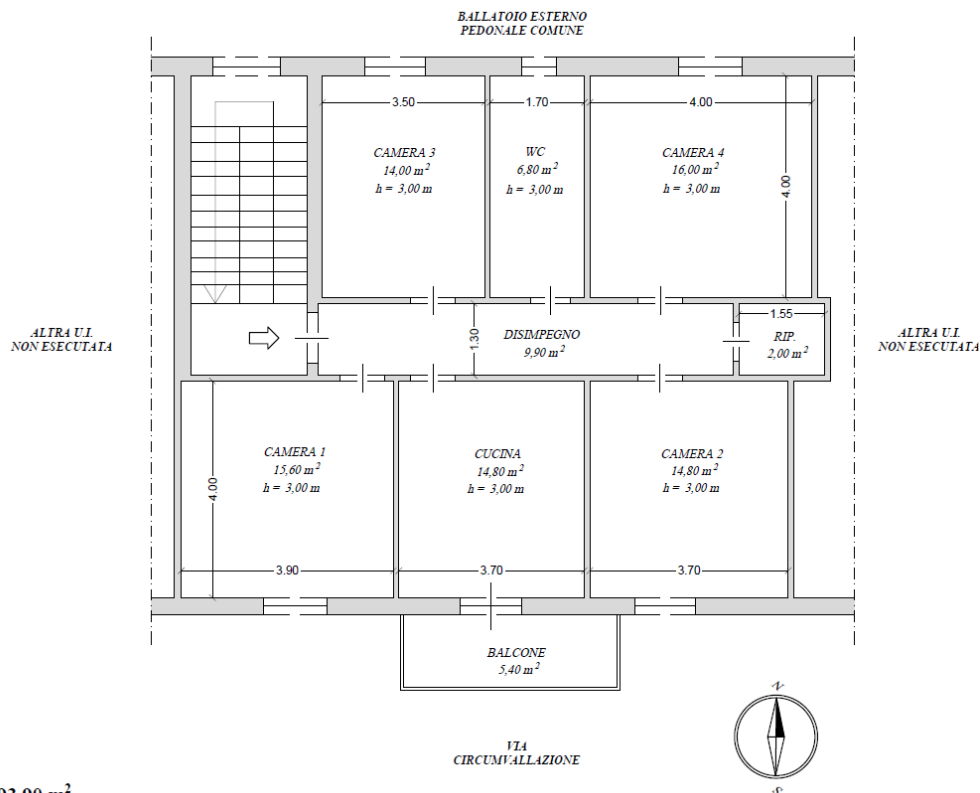 BALLATOIO ESTERNO
PEDONALE COMUNE
3.50
1.70
4.00
CAMERA 3
14,00 m²
h = 3,00 m
WC
6,80 m²
h = 3,00 m
CAMERA 4
16,00 m²
h = 3,00 m
4.00
ALTRA U.I.
NON ESEGUITATA
1.30
DISIMPEGNO
9,90 m²
1.55
RIP.
2,00 m²
ALTRA U.I.
NON ESECUTATA
CAMERA 1
15,60 m²
h = 3,00 m
4.00
CUCINA
14,80 m²
h = 3,00 m
CAMERA 2
14,80 m²
h = 3,00 m
3.90
3.70
3.70
BALCONE
5,40 m²
N
S
VIA
CIRCUMVALLAZIONE